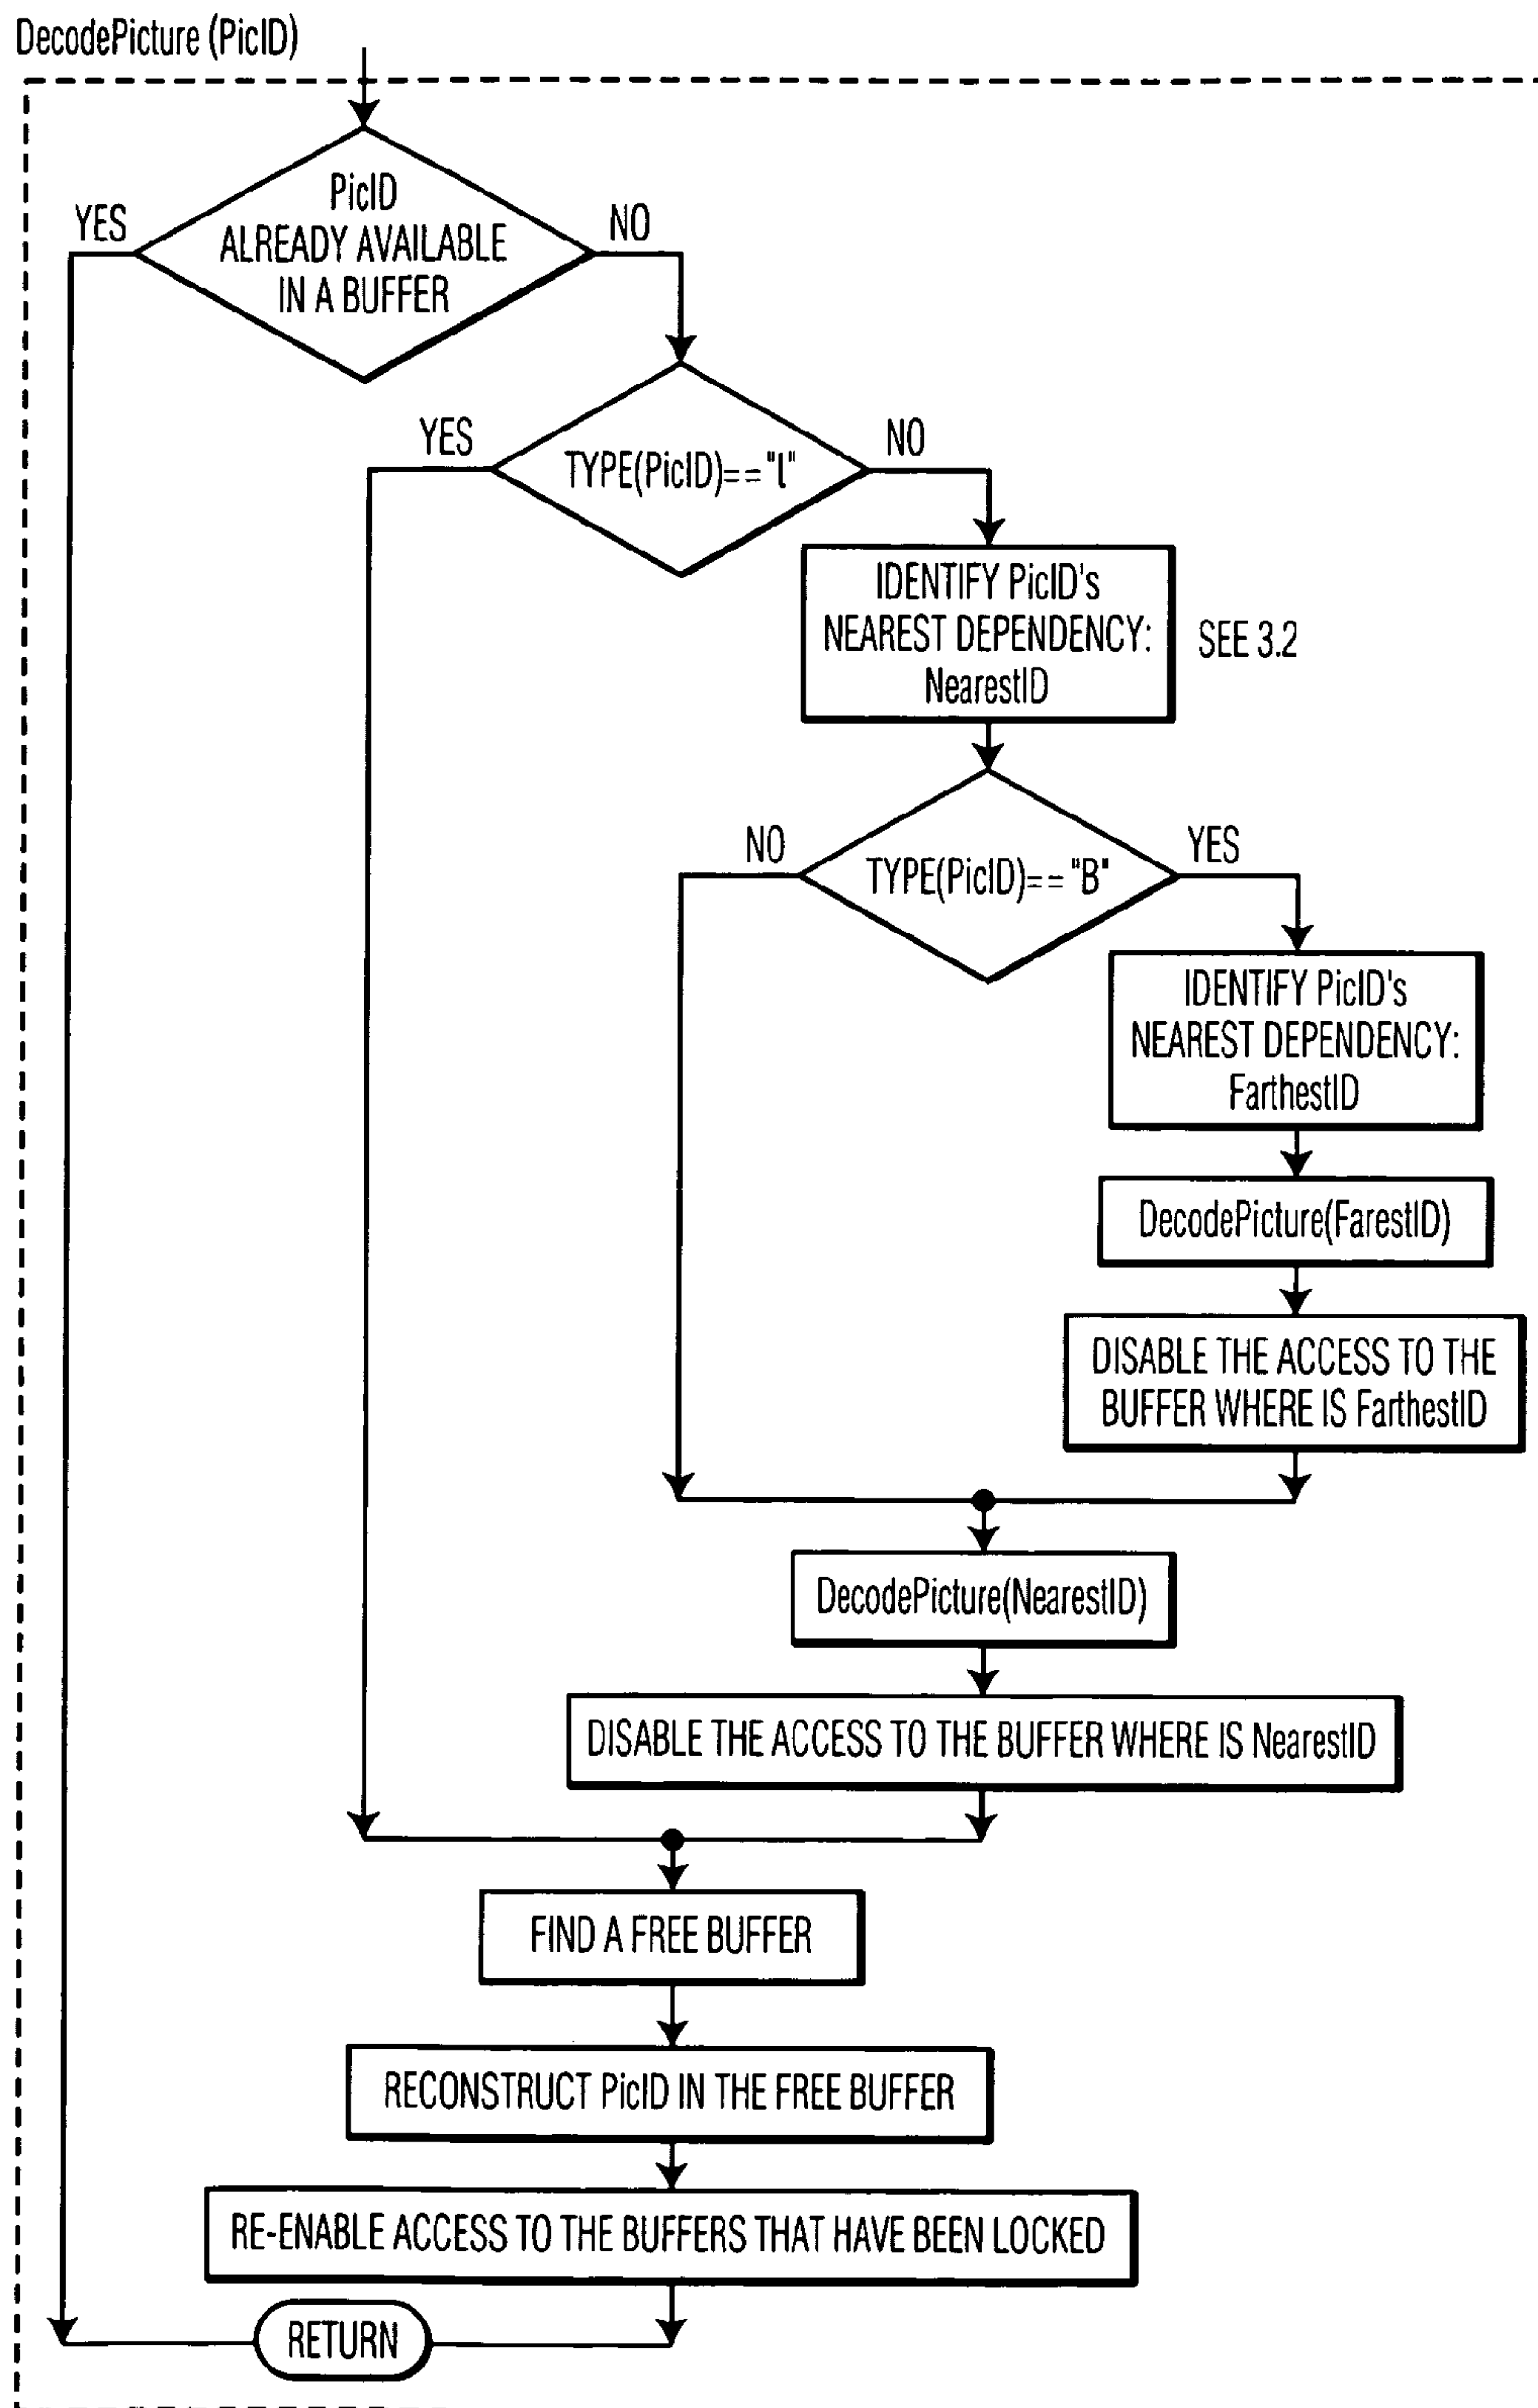 DecodePicture (PicID)
PicID
ALREADY AVAILABLE
IN A BUFFER
YES
NO
TYPE(PicID)=="l"
YES
NO
IDENTIFY PicID's
NEAREST DEPENDENCY:
NearestID
SEE 3.2
TYPE(PicID)=="B"
NO
YES
IDENTIFY PicID's
NEAREST DEPENDENCY:
FarthestID
DecodePicture(FarestID)
DISABLE THE ACCESS TO THE
BUFFER WHERE IS FarthestID
DecodePicture(NearestID)
DISABLE THE ACCESS TO THE BUFFER WHERE IS NearestID
FIND A FREE BUFFER
RECONSTRUCT PicID IN THE FREE BUFFER
RE-ENABLE ACCESS TO THE BUFFERS THAT HAVE BEEN LOCKED
RETURN